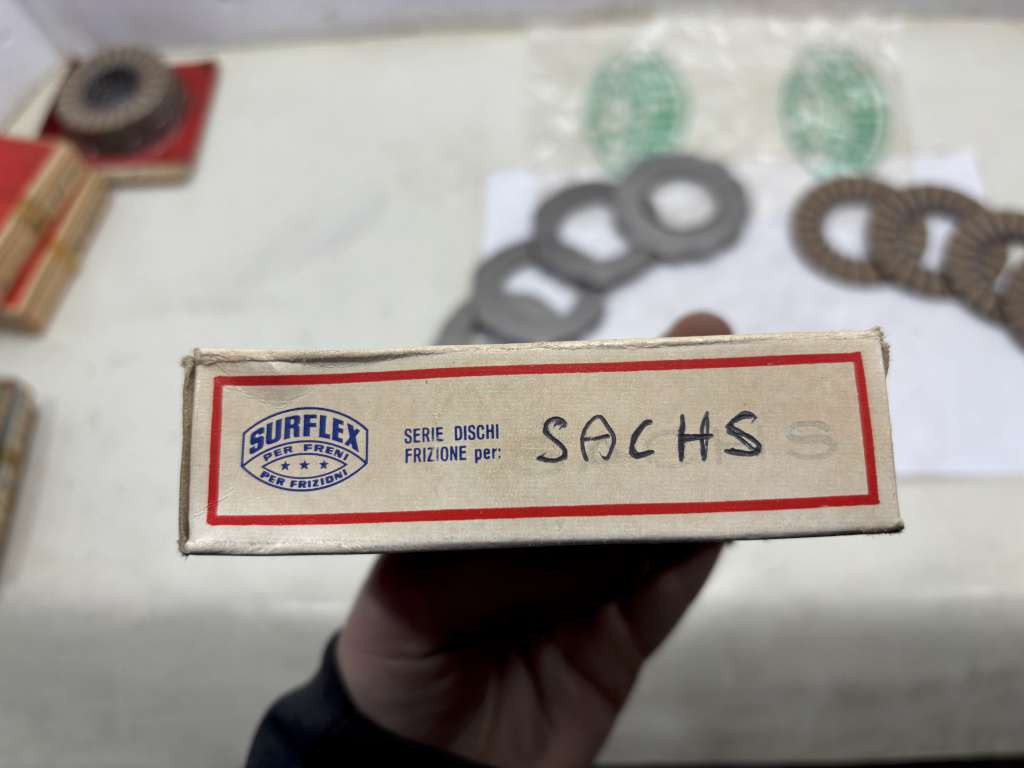 SURFLEX
PER FRENI
PER FRIZIONI
SERIE DISCHI
FRIZIONE per:
SACHS